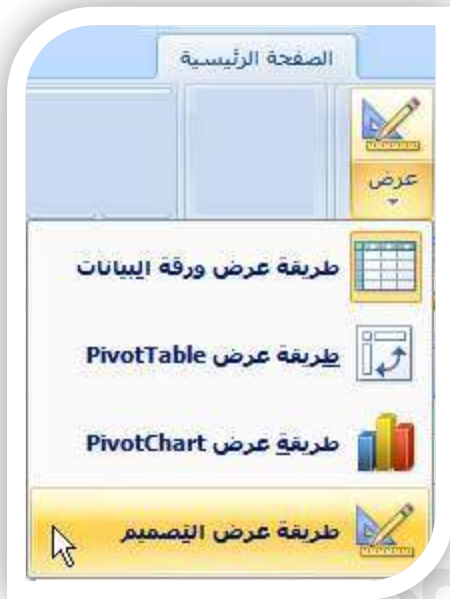 الصفحة الرئيسية
عرض
طريقة عرض ورقة البيانات
طريقة عرض PivotTable
طريقة عرض PivotChart
طريقة عرض التصميم